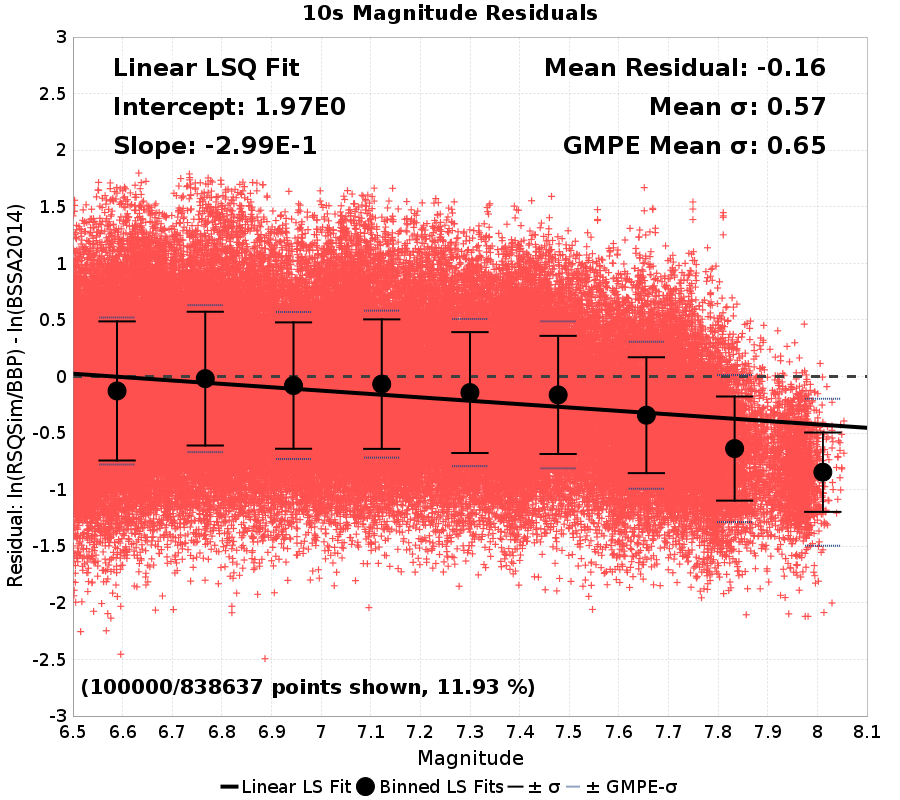 10s Magnitude Residuals
Linear LSQ Fit
Intercept: 1.97E0
Slope: -2.99E-1
Mean Residual: -0.16
Mean σ: 0.57
GMPE Mean σ: 0.65
Residual: ln(RSQSim/BBP) - ln(BSSA2014)
3
2.5
2
1.5
1
0.5
0
-0.5
-1
-1.5
-2
-2.5
-3
(100000/838637 points shown, 11.93 %)
6.5 6.6 6.7 6.8 6.9 7 7.1 7.2 7.3 7.4 7.5 7.6 7.7 7.8 7.9 8 8.1
Magnitude
Linear LS Fit Binned LS Fits ± σ ± GMPE-σ